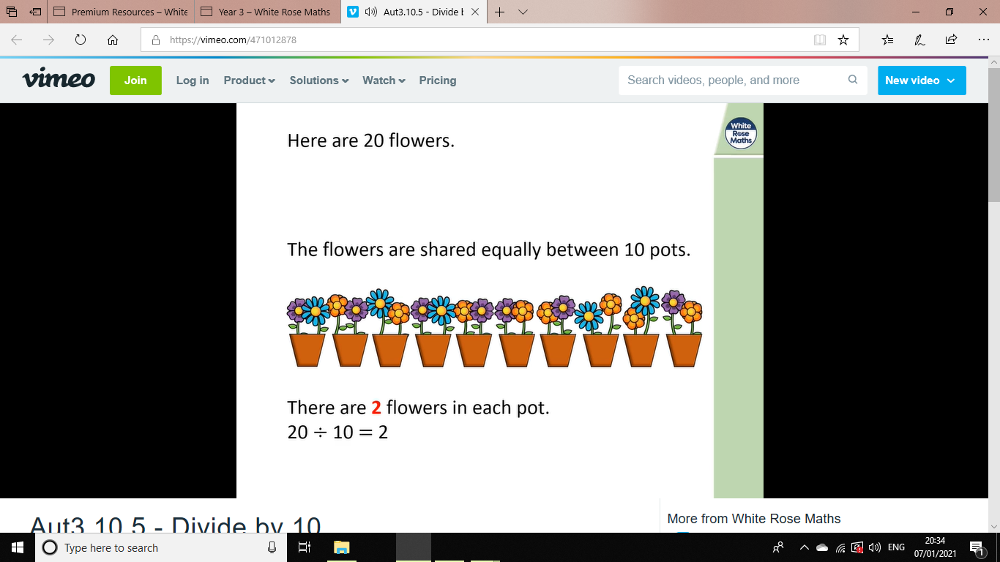 Premium Resources – White
Year 3 – White Rose Maths
Aut3.10.5 - Divide b
https://vimeo.com/471012878
vimeo
Join
Log in
Product
Solutions
Watch
Pricing
Search videos, people, and more
New video
Here are 20 flowers.
White
Rose
Maths
The flowers are shared equally between 10 pots.
There are 2 flowers in each pot.
20 ÷ 10 = 2
Aut3.10.5 - Divide by 10
More from White Rose Maths
Type here to search
ENG
20:34
07/01/2021
1